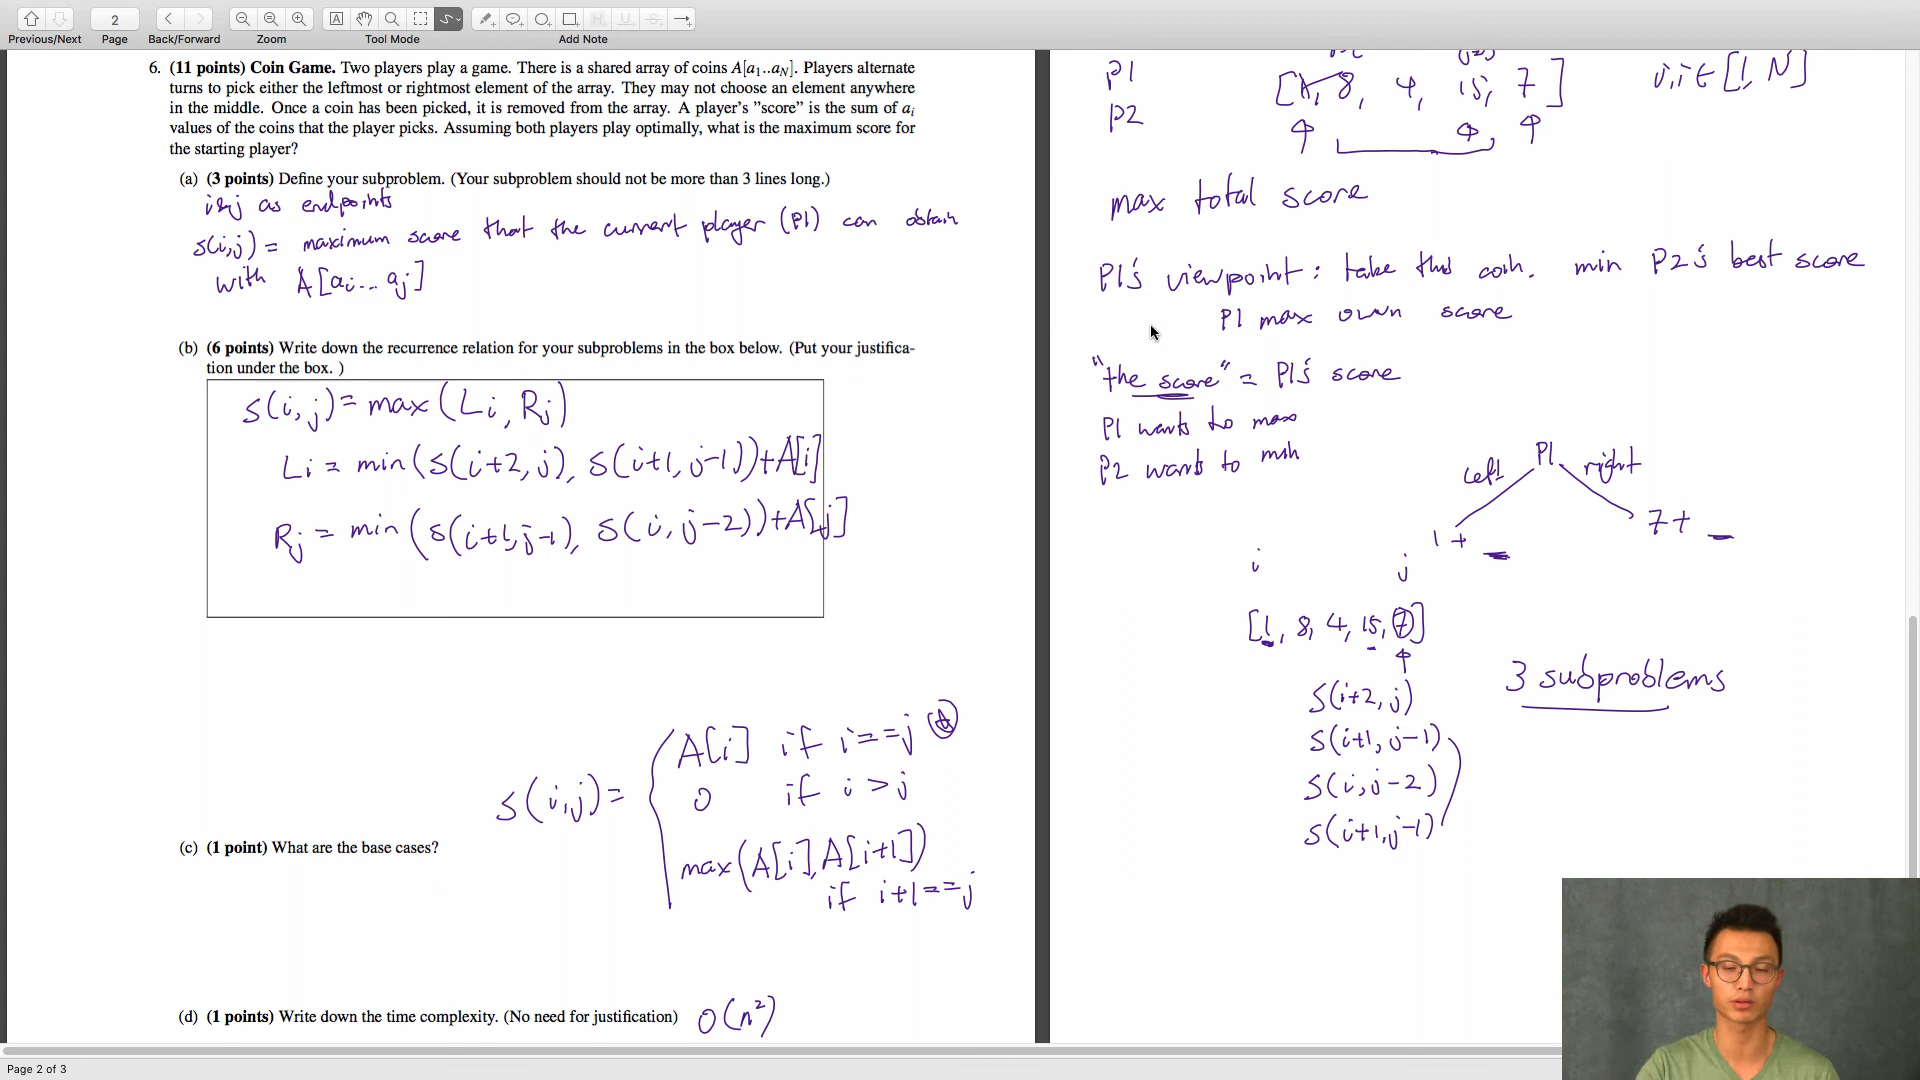 2
H U S
Previous/Next Page Back/Forward Zoom Tool Mode Add Note
6. (11 points) Coin Game. Two players play a game. There is a shared array of coins A[a₁..aN]. Players alternate
turns to pick either the leftmost or rightmost element of the array. They may not choose an element anywhere
in the middle. Once a coin has been picked, it is removed from the array. A player's "score" is the sum of aᵢ
values of the coins that the player picks. Assuming both players play optimally, what is the maximum score for
the starting player?
(a) (3 points) Define your subproblem. (Your subproblem should not be more than 3 lines long.)
i & j as endpoints
s(i,j) = maximum score that the current player (P1) can obtain
with A[ai... aj]
(b) (6 points) Write down the recurrence relation for your subproblems in the box below. (Put your justifica-
tion under the box. )
S(i,j) = max(Li, Rj)
Li = min(S(i+2,j), S(i+1,j-1))+A[i]
Rj = min(S(i+1,j-1), S(i,j-2))+A[j]
S(i,j) =
A[i] if i==j
0 if i > j
max(A[i],A[i+1])
if i+1==j
(c) (1 point) What are the base cases?
(d) (1 points) Write down the time complexity. (No need for justification) O(n²)
P1
P2
[1, 8, 4, 15, 7]
j,i ∈ [1, N]
max total score
P1's viewpoint: take this coin. min P2's best score
P1 max own score
"the score" = P1's score
P1 wants to max
P2 wants to min
P1
left right
1 + _
7 + _
i j
[1, 8, 4, 15, 7]
S(i+2, j)
S(i+1, j-1)
S(i, j-2)
S(i+1, j-1)
3 subproblems
Page 2 of 3